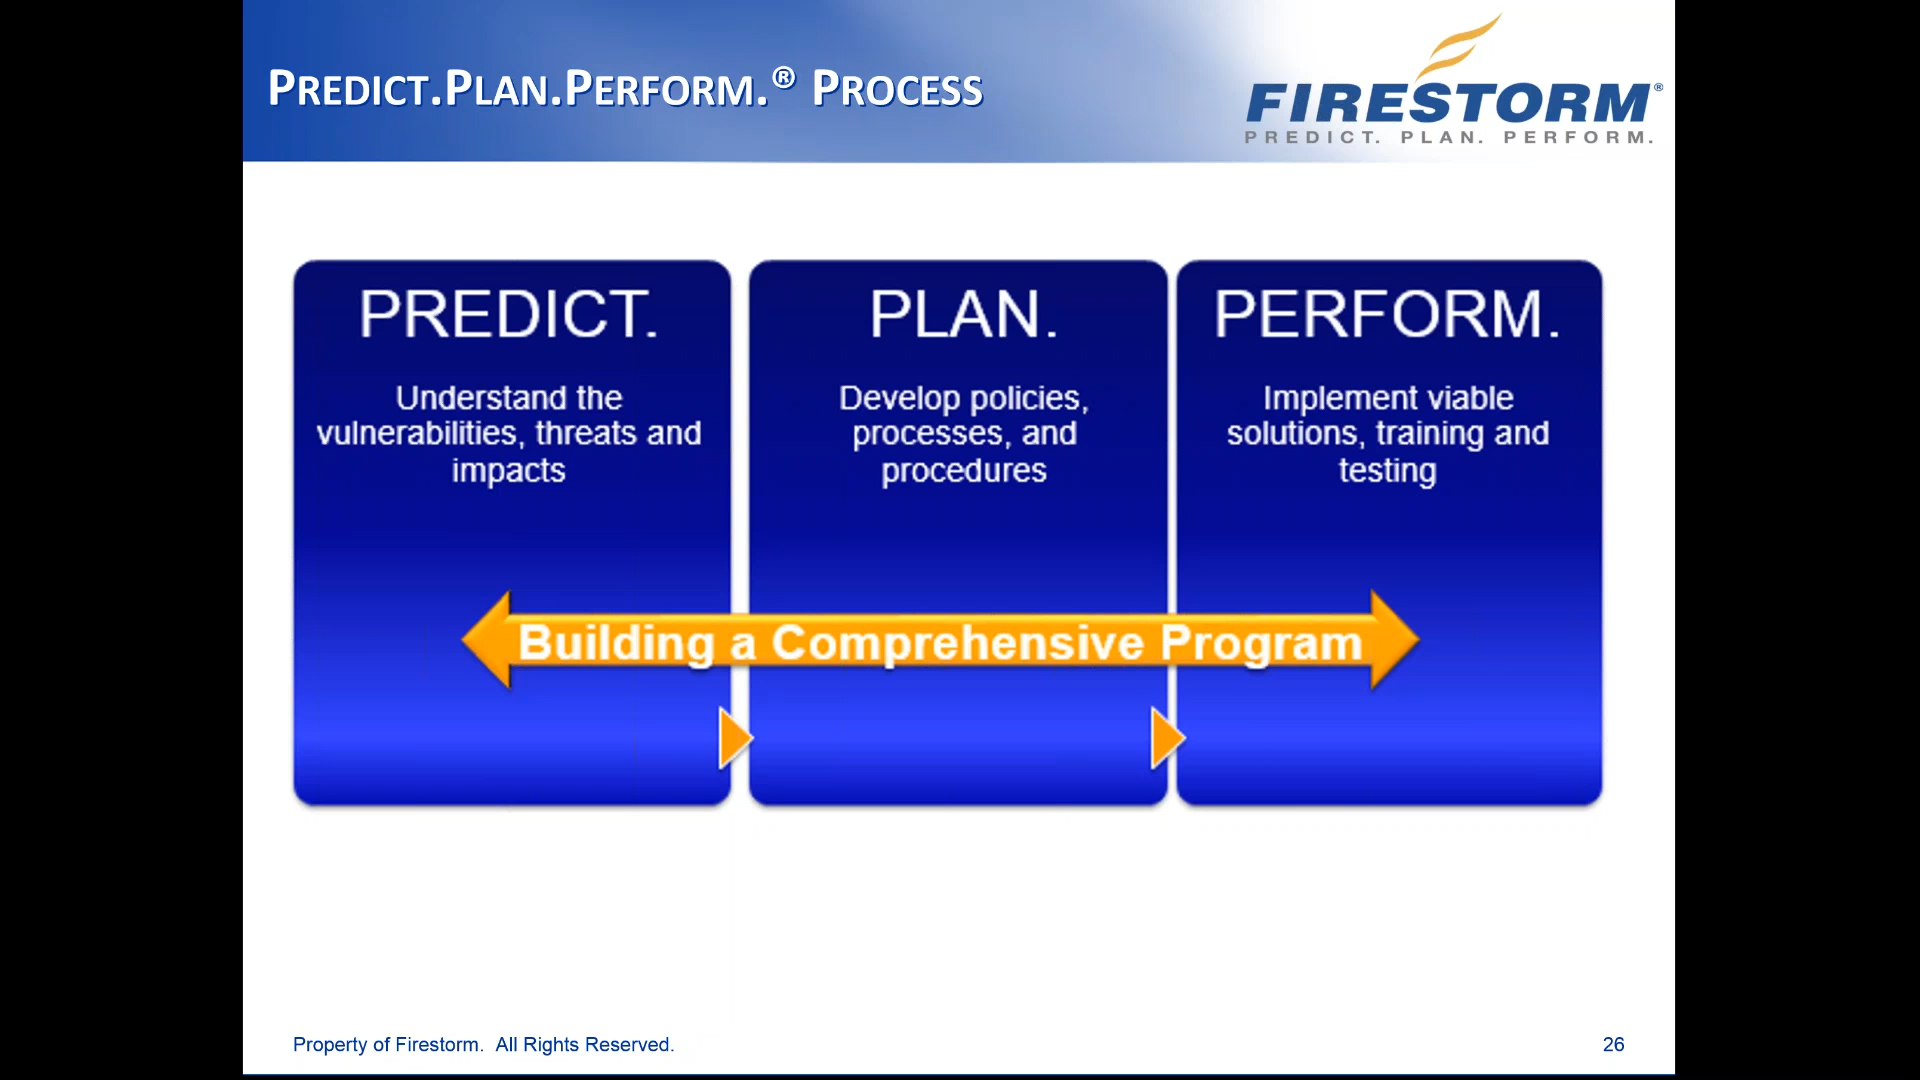 PREDICT.PLAN.PERFORM.® PROCESS
FIRESTORM®
PREDICT. PLAN. PERFORM.
PREDICT.
Understand the
vulnerabilities, threats and
impacts
PLAN.
Develop policies,
processes, and
procedures
PERFORM.
Implement viable
solutions, training and
testing
Building a Comprehensive Program
Property of Firestorm. All Rights Reserved.
26